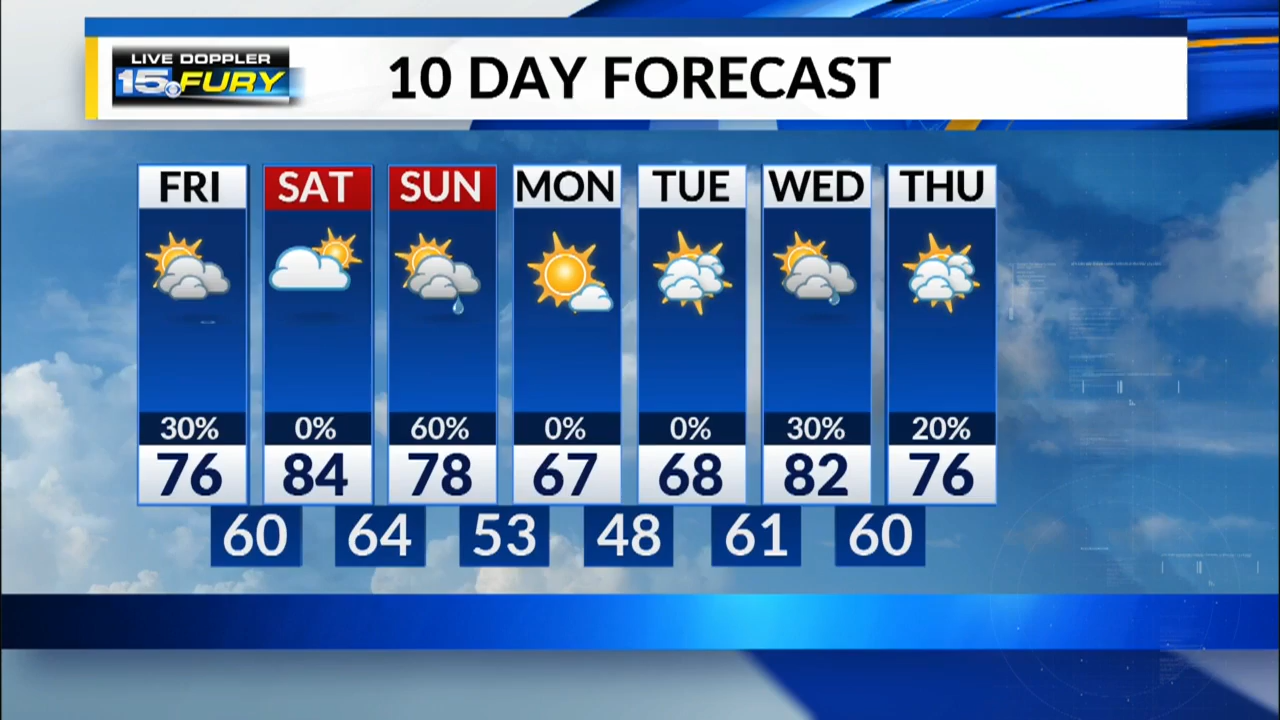 LIVE DOPPLER
15 FURY
10 DAY FORECAST
FRI SAT SUN MON TUE WED THU
30% 0% 60% 0% 0% 30% 20%
76 84 78 67 68 82 76
60 64 53 48 61 60